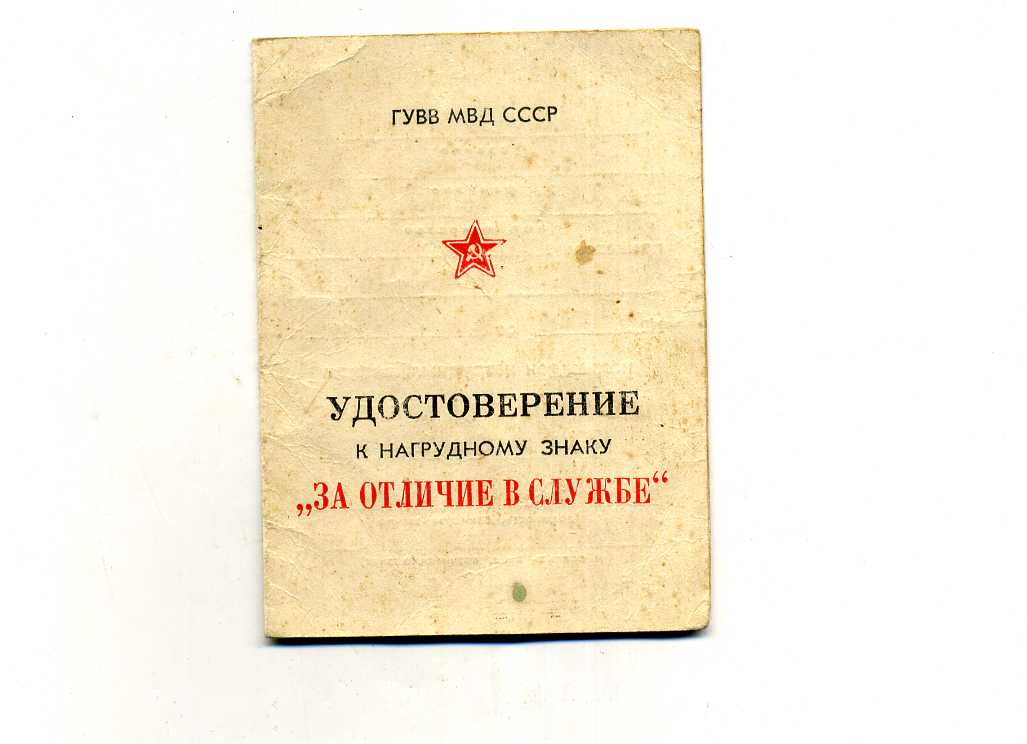 ГУВВ МВД СССР
УДОСТОВЕРЕНИЕ
К НАГРУДНОМУ ЗНАКУ
„ЗА ОТЛИЧИЕ В СЛУЖБЕ“